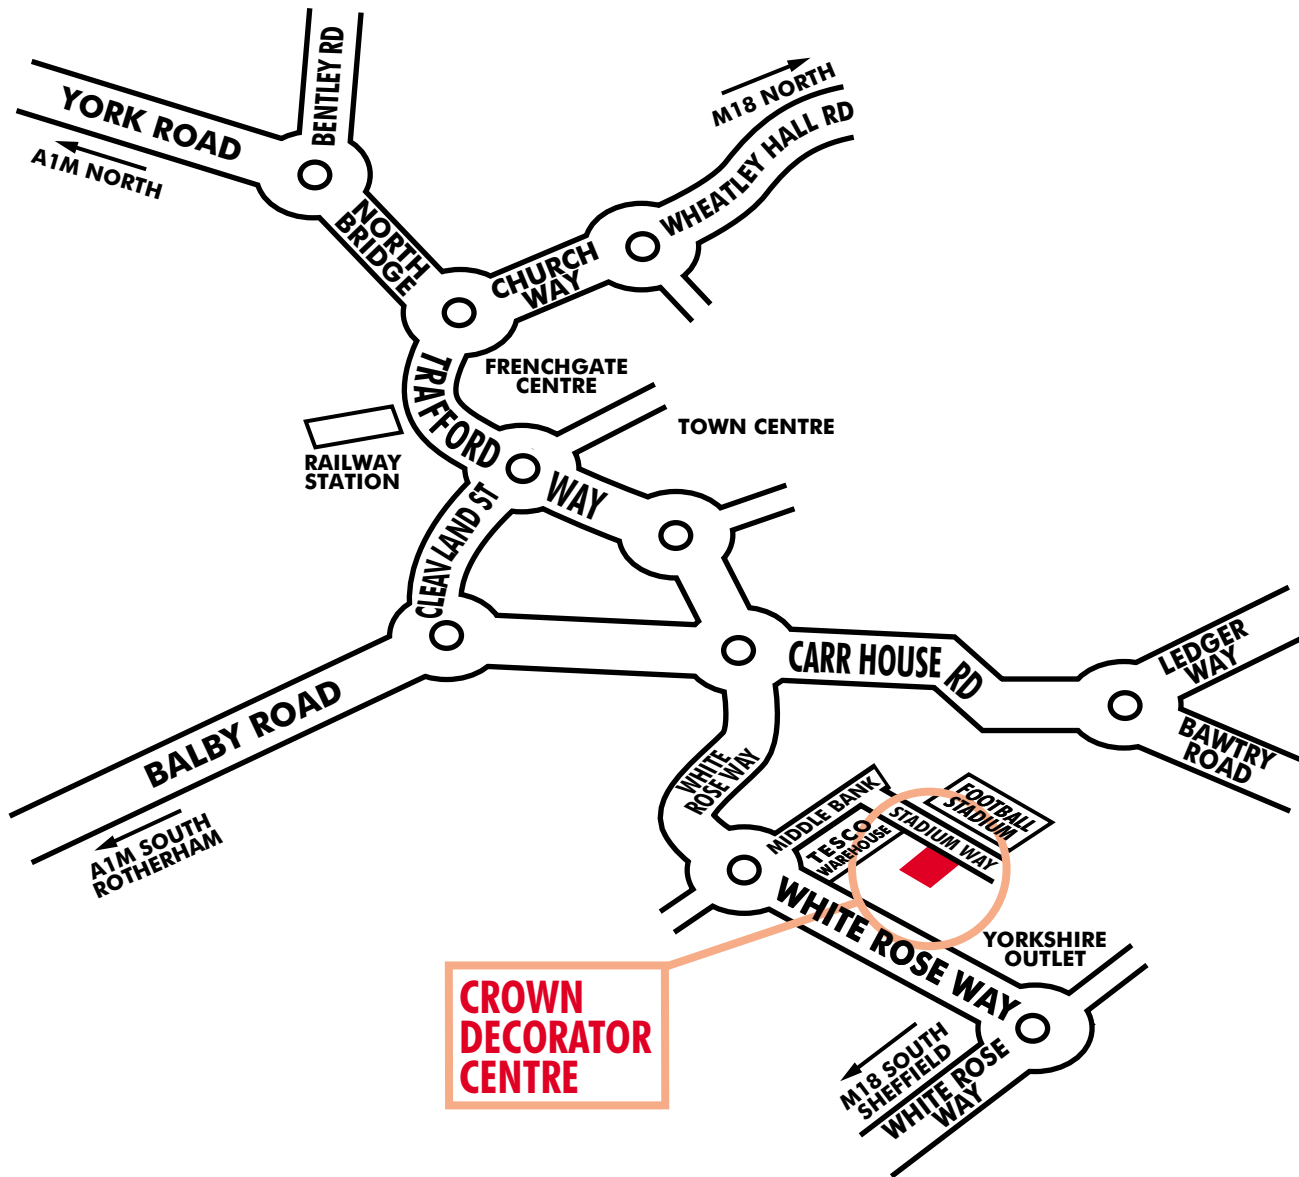 BENTLEY RD
YORK ROAD
A1M NORTH
M18 NORTH
WHEATLEY HALL RD
NORTH
BRIDGE
CHURCH
WAY
FRENCHGATE
CENTRE
TRAFFORD
WAY
TOWN CENTRE
RAILWAY
STATION
CLEAVLAND ST
CARR HOUSE
RD
LEDGER
WAY
BAWTRY
ROAD
BALBY ROAD
A1M SOUTH
ROTHERHAM
WHITE
ROSE WAY
MIDDLE BANK
FOOTBALL
STADIUM
STADIUM WAY
TESCO
WAREHOUSE
WHITE ROSE WAY
YORKSHIRE
OUTLET
CROWN
DECORATOR
CENTRE
M18 SOUTH
SHEFFIELD
WHITE ROSE
WAY